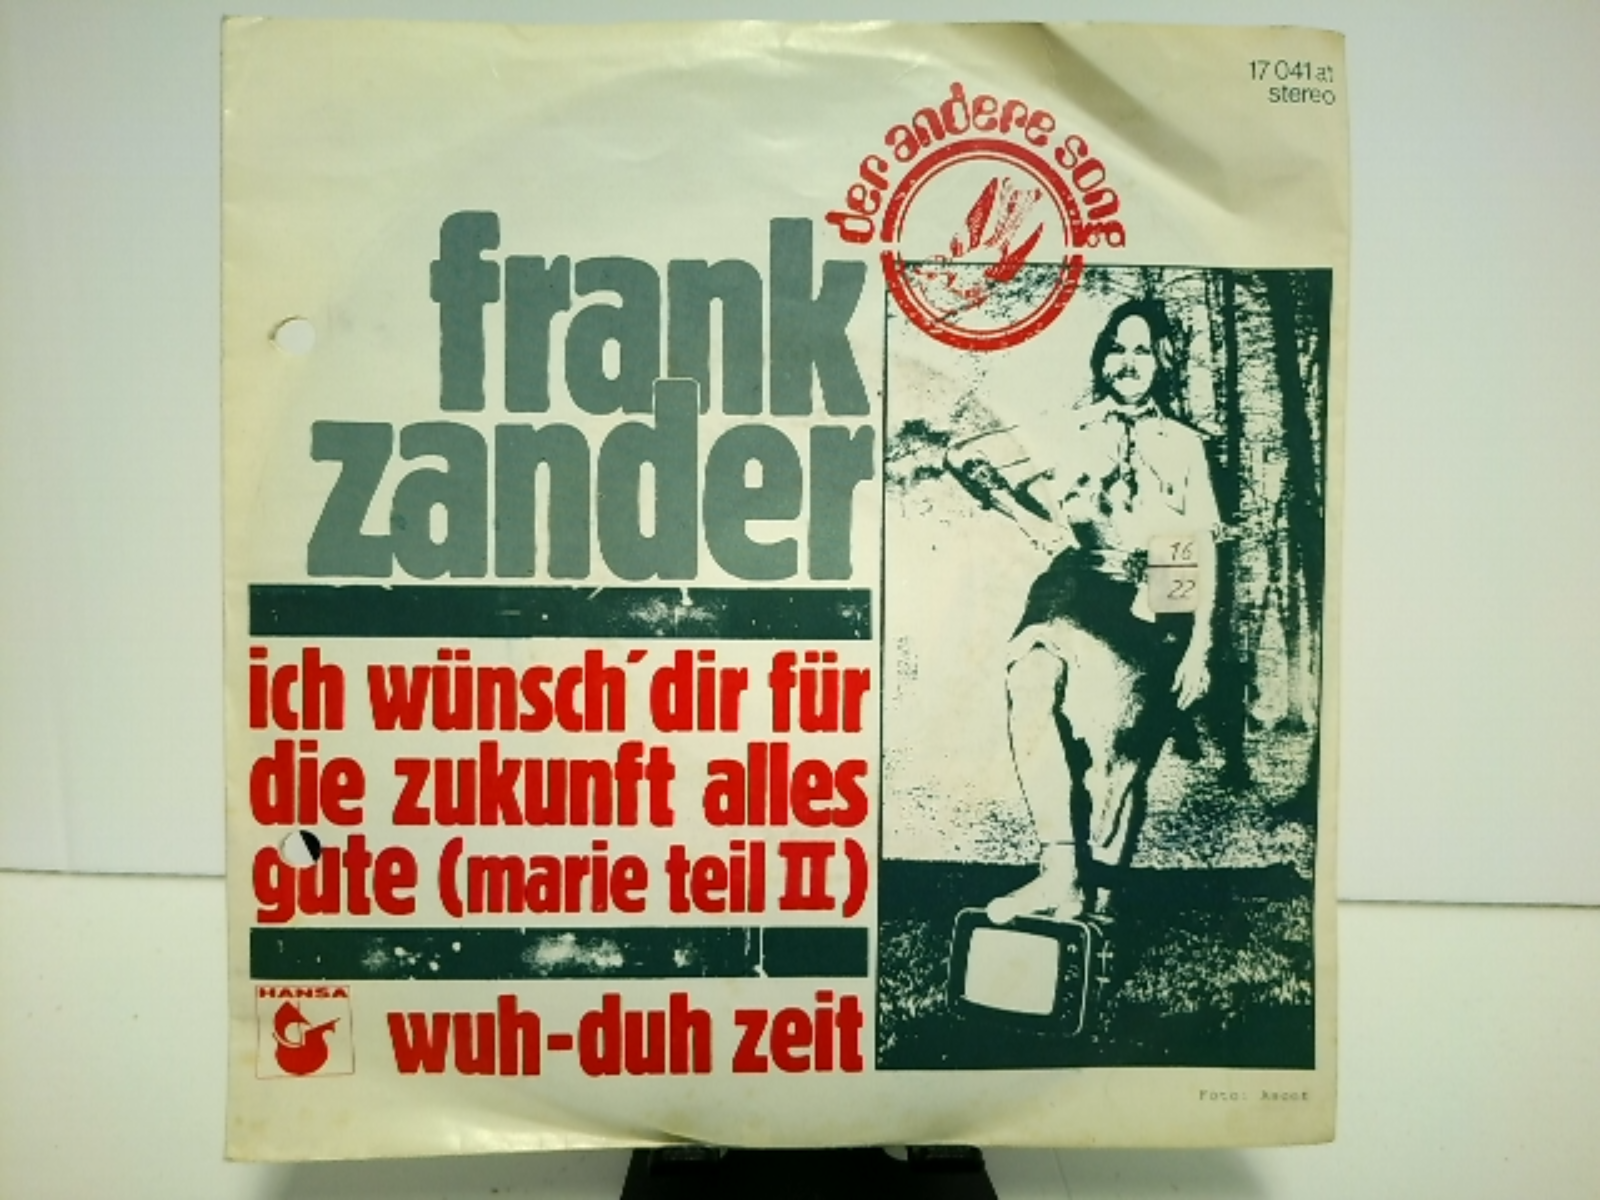 17 041 at
stereo
der andere song
frank
zander
ich wünsch´dir für
die zukunft alles
gute (marie teil II)
HANSA
wuh-duh zeit
16
22
Foto: Ascot